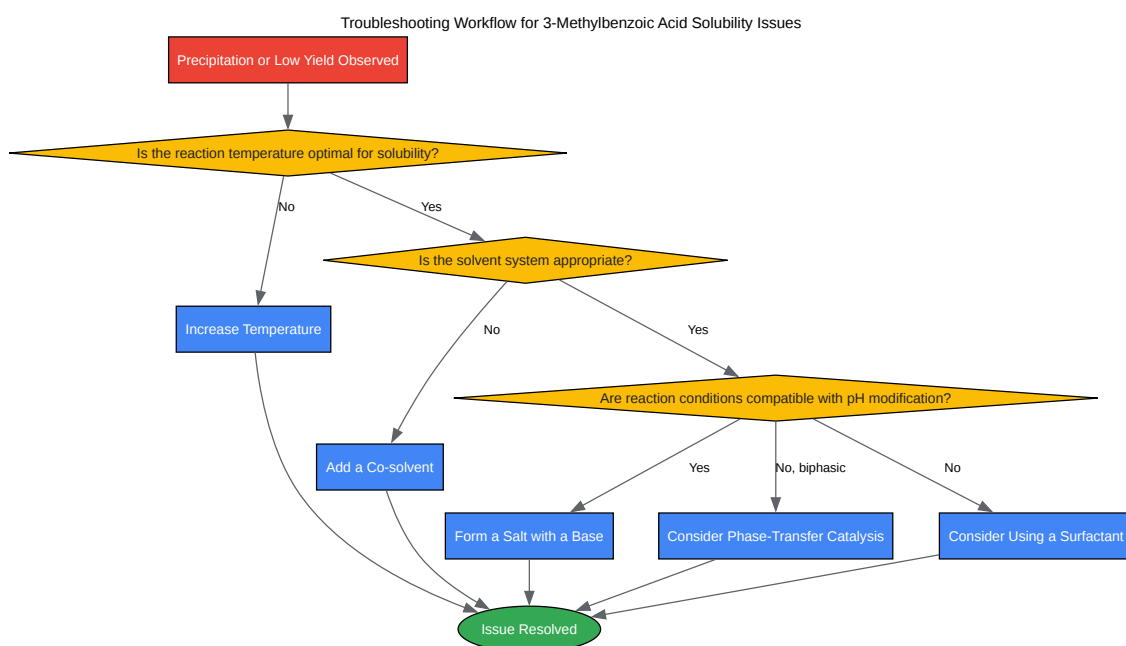 Troubleshooting Workflow for 3-Methylbenzoic Acid Solubility Issues
Precipitation or Low Yield Observed
Is the reaction temperature optimal for solubility?
No
Yes
Is the solvent system appropriate?
Increase Temperature
No
Yes
Are reaction conditions compatible with pH modification?
Add a Co-solvent
Yes
No, biphasic
No
Form a Salt with a Base
Consider Phase-Transfer Catalysis
Consider Using a Surfactant
Issue Resolved